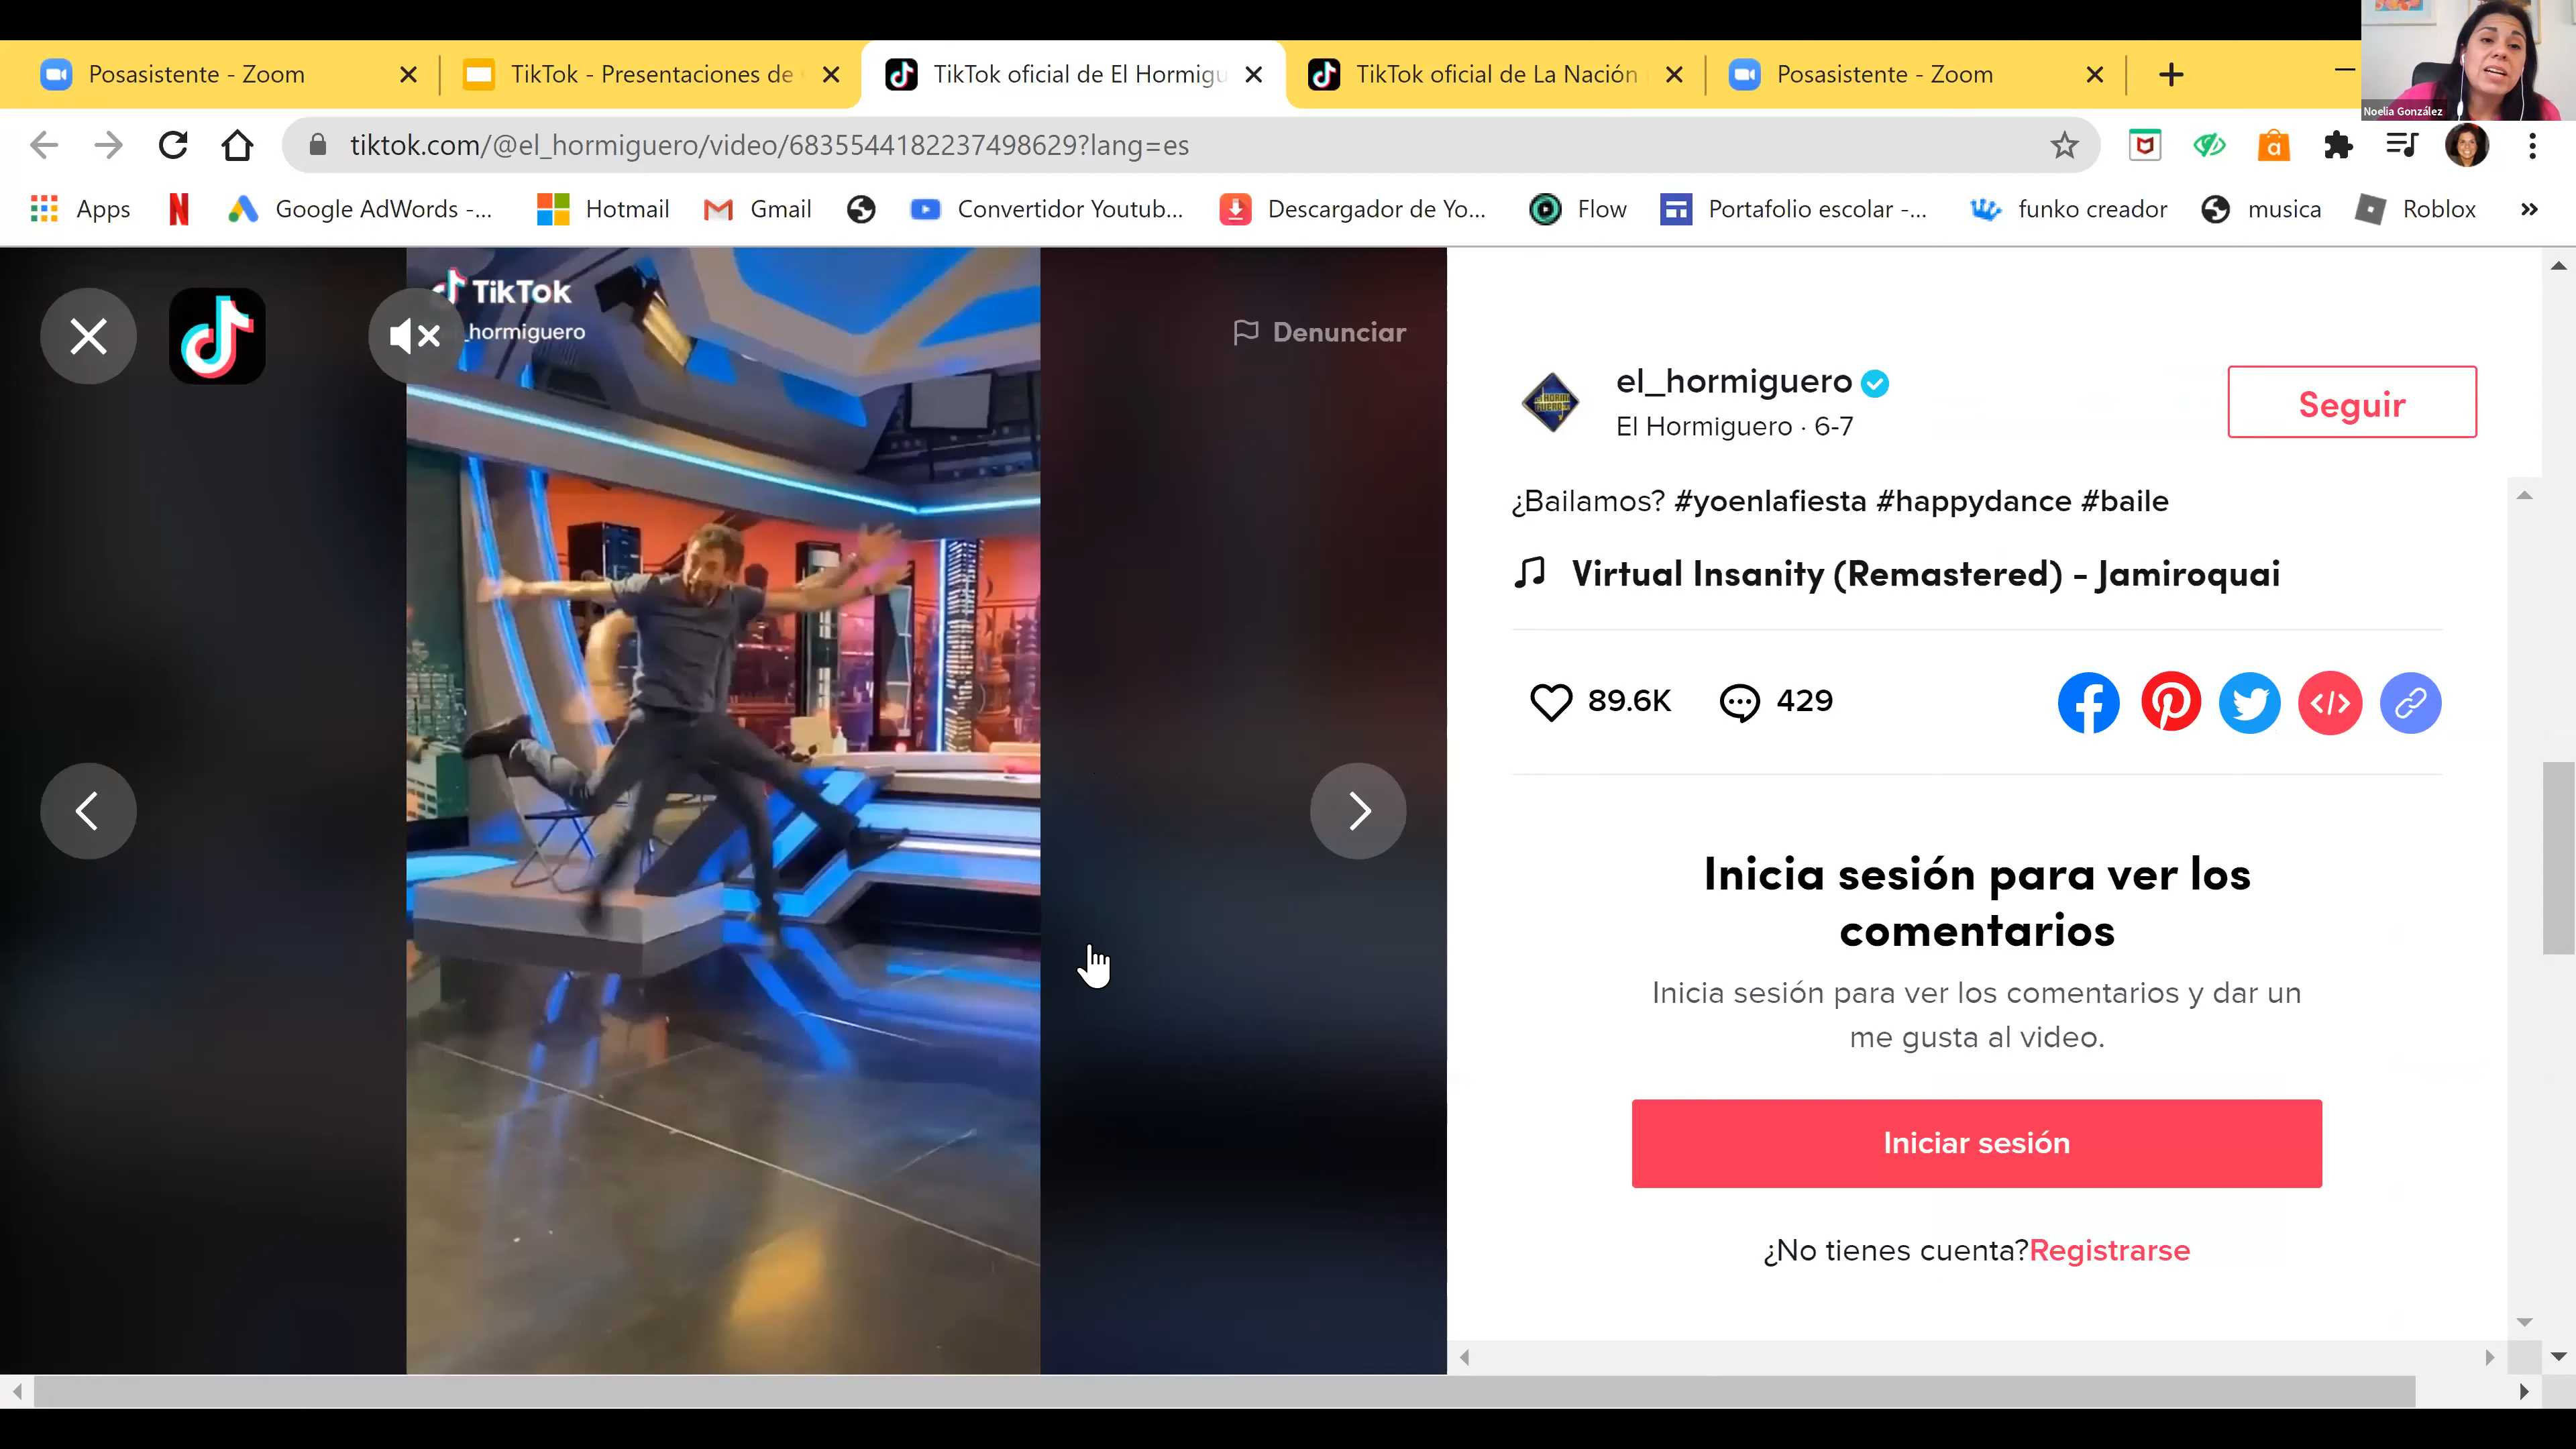 Posasistente - Zoom
TikTok - Presentaciones de
TikTok oficial de El Hormigu
TikTok oficial de La Nación
Posasistente - Zoom
Noelia González
tiktok.com/@el_hormiguero/video/6835544182237498629?lang=es
Apps
Google AdWords -...
Hotmail
Gmail
Convertidor Youtub...
Descargador de Yo...
Flow
Portafolio escolar -...
funko creador
musica
Roblox
TikTok
_hormiguero
Denunciar
el_hormiguero
El Hormiguero · 6-7
Seguir
¿Bailamos? #yoenlafiesta #happydance #baile
Virtual Insanity (Remastered) - Jamiroquai
89.6K
429
Inicia sesión para ver los
comentarios
Inicia sesión para ver los comentarios y dar un
me gusta al video.
Iniciar sesión
¿No tienes cuenta?Registrarse